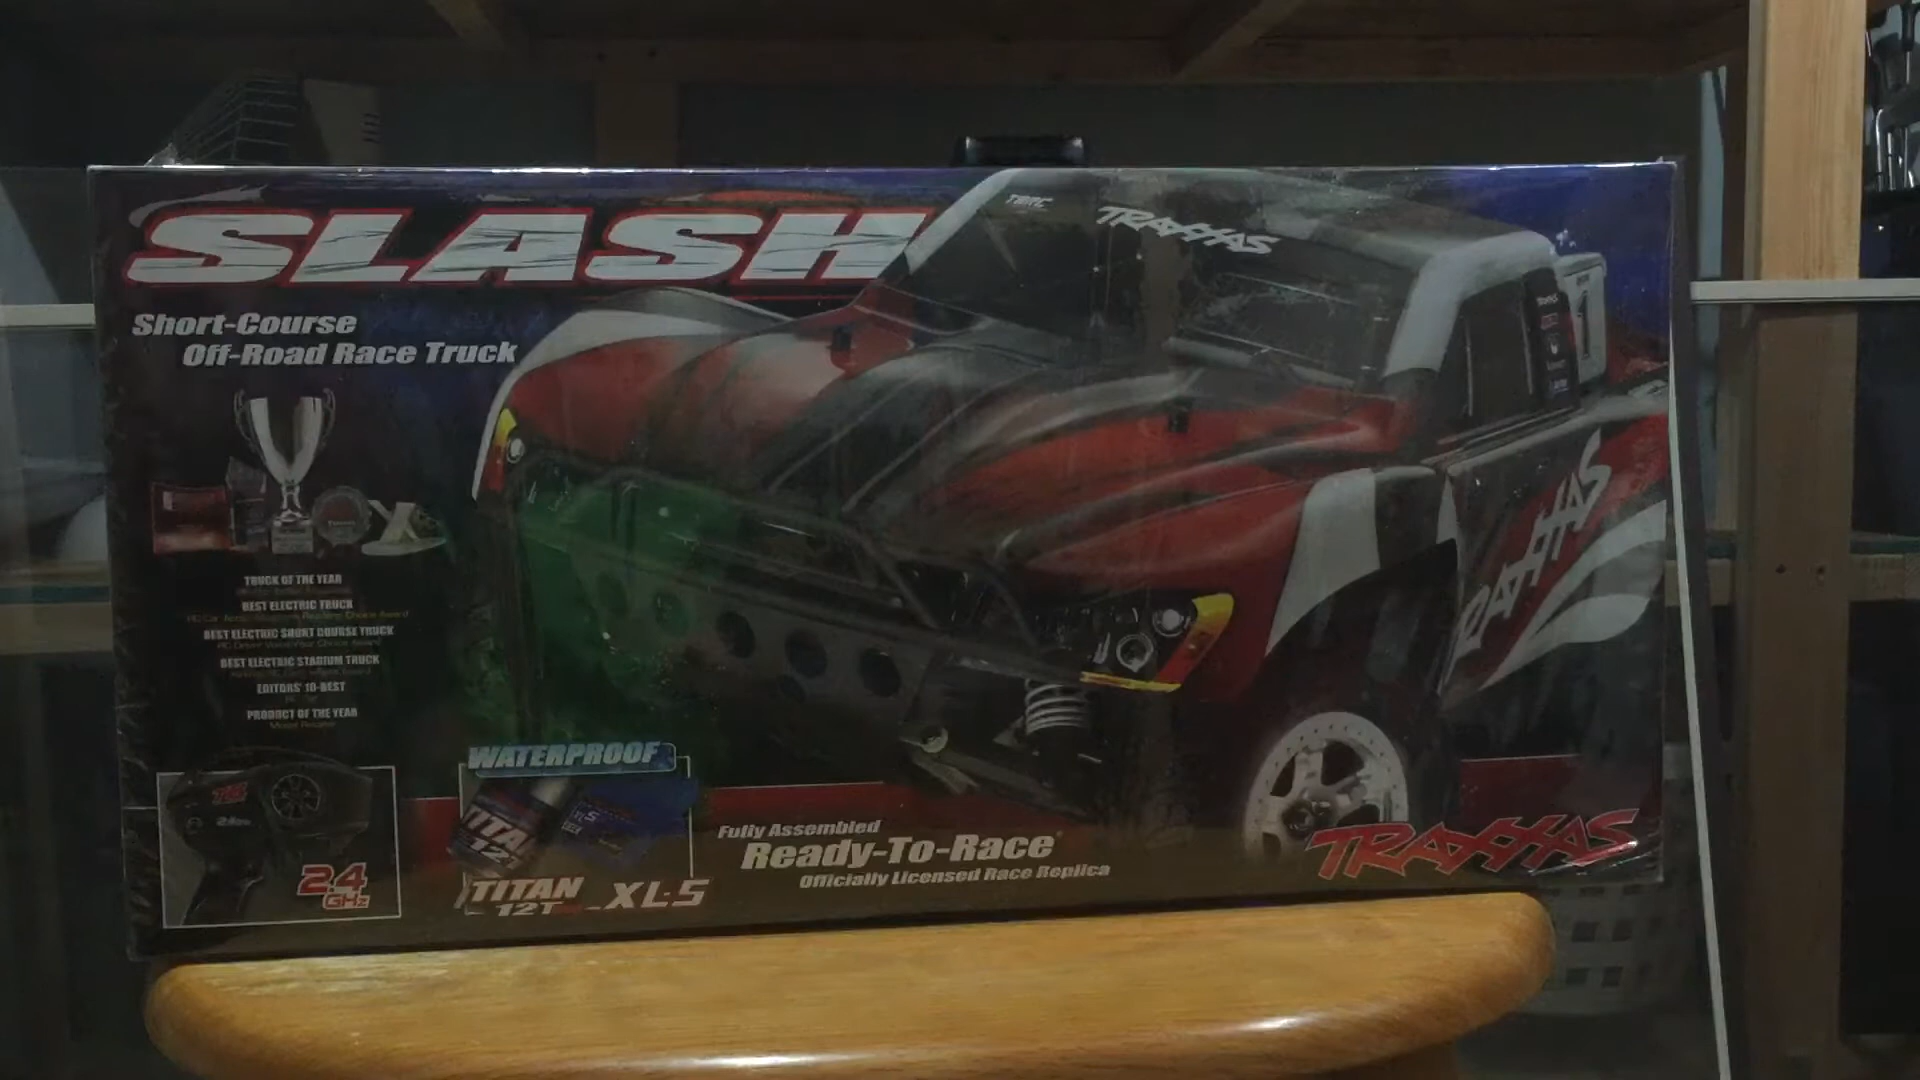 SLASH
Short-Course
Off-Road Race Truck
TRAXXAS
1
TRAXXAS
TRUCK OF THE YEAR
BEST ELECTRIC TRUCK
BEST ELECTRIC SHORT COURSE TRUCK
BEST ELECTRIC STADIUM TRUCK
EDITORS' 10-BEST
PRODUCT OF THE YEAR
2.4
GHz
WATERPROOF
TITAN
12T
XL-5
Fully Assembled
Ready-To-Race
Officially Licensed Race Replica
TRAXXAS